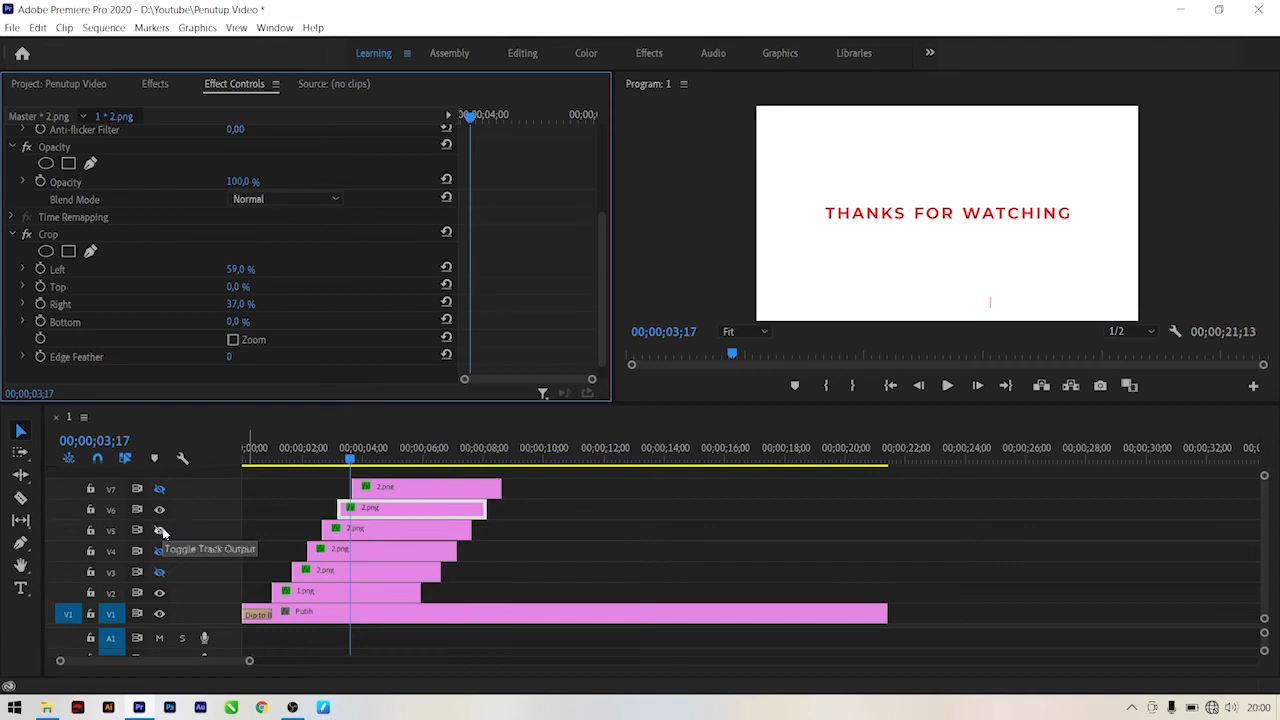 Adobe Premiere Pro 2020 - D:\Youtube\Penutup Video *
File Edit Clip Sequence Markers Graphics View Window Help
Learning Assembly Editing Color Effects Audio Graphics Libraries
Project: Penutup Video Effects Effect Controls Source: (no clips) Program: 1
Master * 2.png 1 * 2.png 00;00;04;00 00;00;
Anti-flicker Filter 0,00
Opacity
Opacity 100,0 %
Blend Mode Normal
Time Remapping
Crop
Left 59,0 %
Top 0,0 %
Right 37,0 %
Bottom 0,0 %
Zoom
Edge Feather 0
00;00;03;17
THANKS FOR WATCHING
00;00;03;17 Fit 1/2 00;00;21;13
1
00;00;03;17
;00;00 00;00;02;00 00;00;04;00 00;00;06;00 00;00;08;00 00;00;10;00 00;00;12;00 00;00;14;00 00;00;16;00 00;00;18;00 00;00;20;00 00;00;22;00 00;00;24;00 00;00;26;00 00;00;28;00 00;00;30;00 00;00;32;00 00;0
V7 2.png
V6 2.png
V5 2.png
V4 2.png
Toggle Track Output
V3 2.png
V2 1.png
V1 V1 Dip to B Putih
A1 M S
20:00